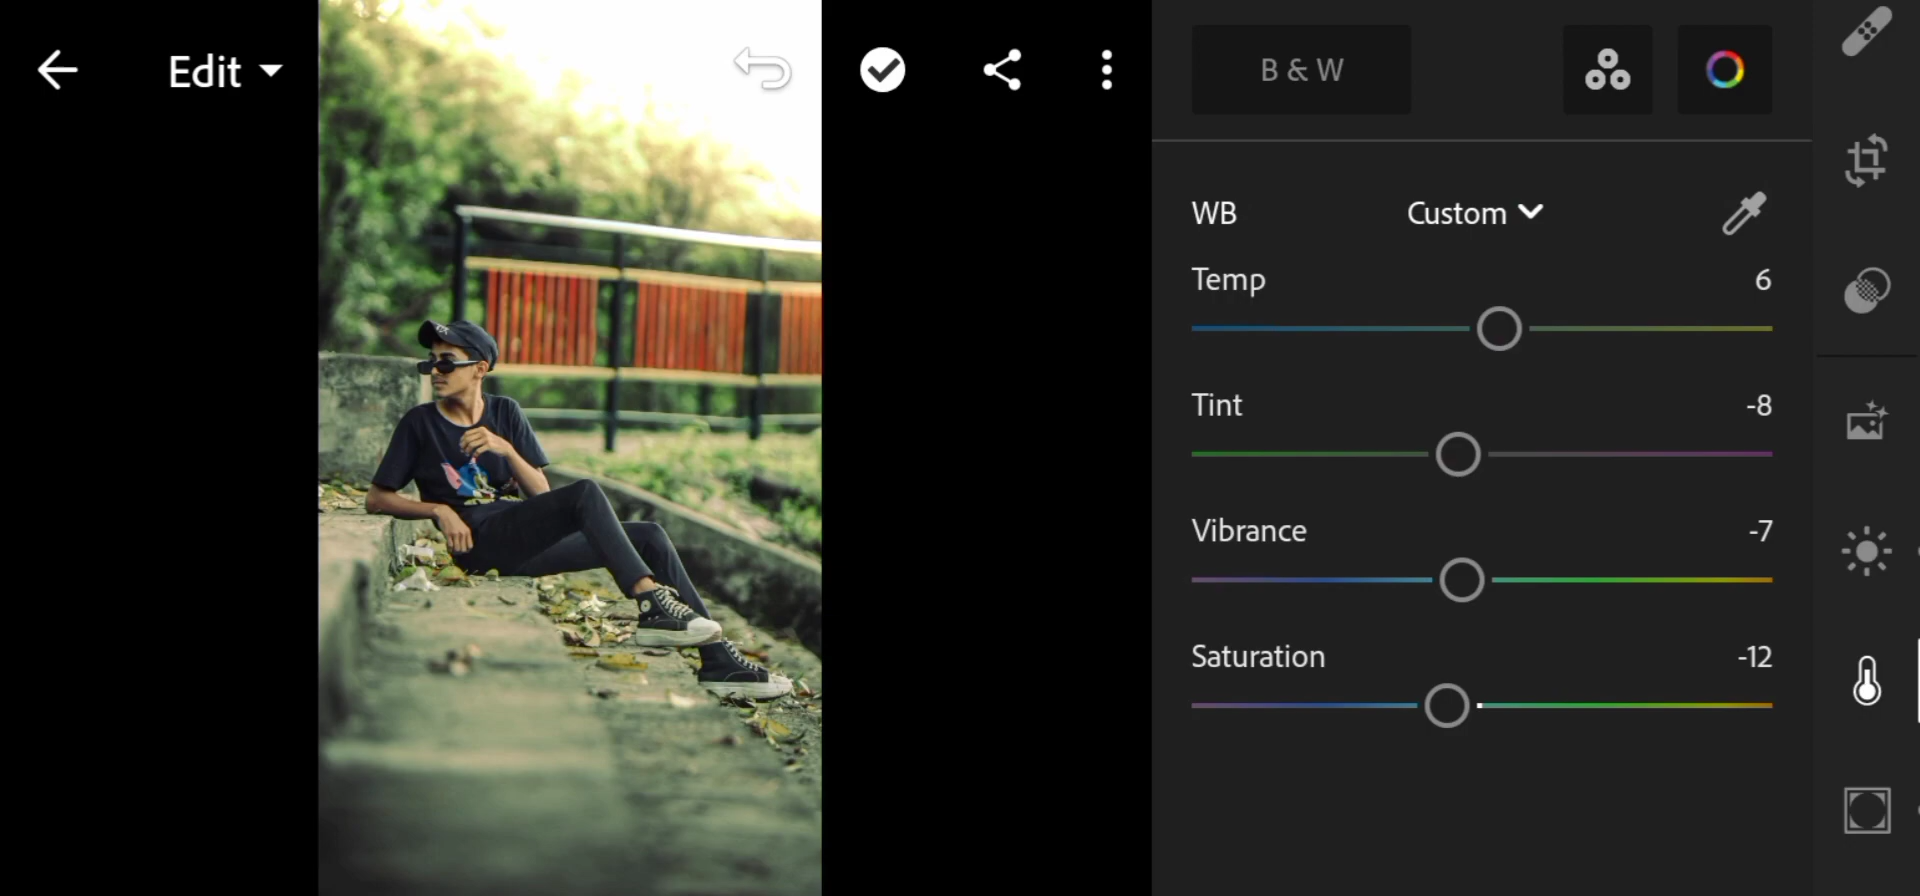 Edit
B & W
WB Custom
Temp 6
Tint -8
Vibrance -7
Saturation -12